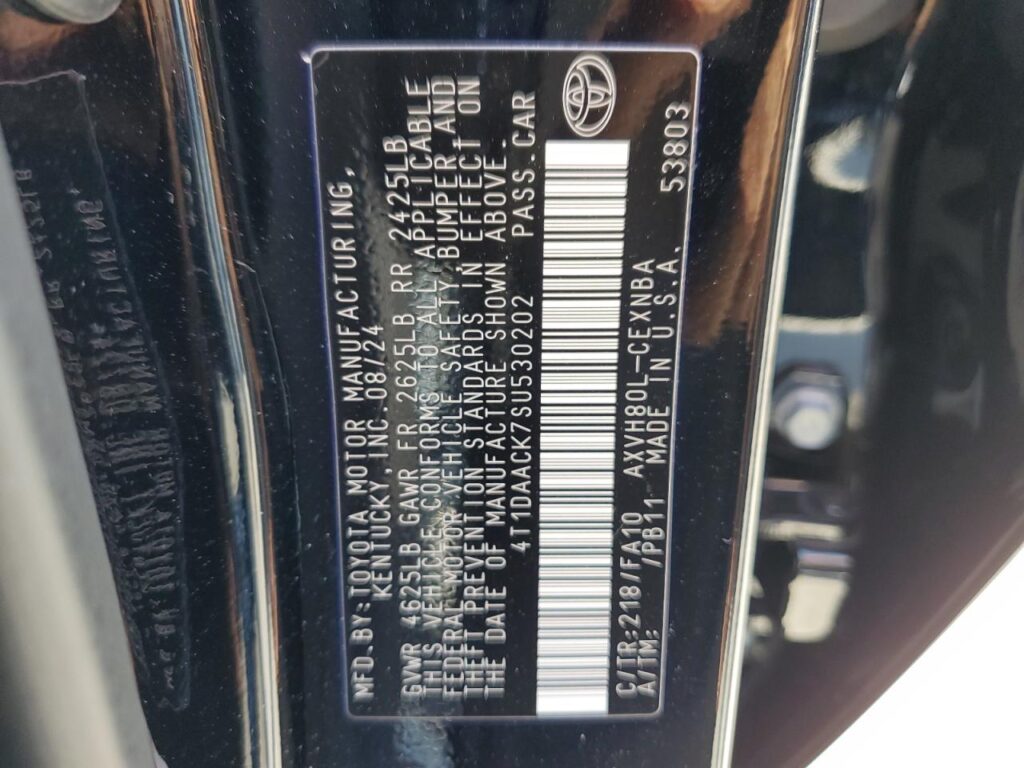 MFD.BY:TOYOTA MOTOR MANUFACTURING,
KENTUCKY, INC. 08/24
GVWR 4625LB GAWR FR 2625LB RR 2425LB
THIS VEHICLE CONFORMS TO ALL APPLICABLE
FEDERAL MOTOR VEHICLE SAFETY, BUMPER AND
THEFT PREVENTION STANDARDS IN EFFECT ON
THE DATE OF MANUFACTURE SHOWN ABOVE.
4T1DAACK7SU530202 PASS.CAR
C/TR:218/FA10 AXVH80L-CEXNBA
A/TM: /PB11 MADE IN U.S.A. 53803